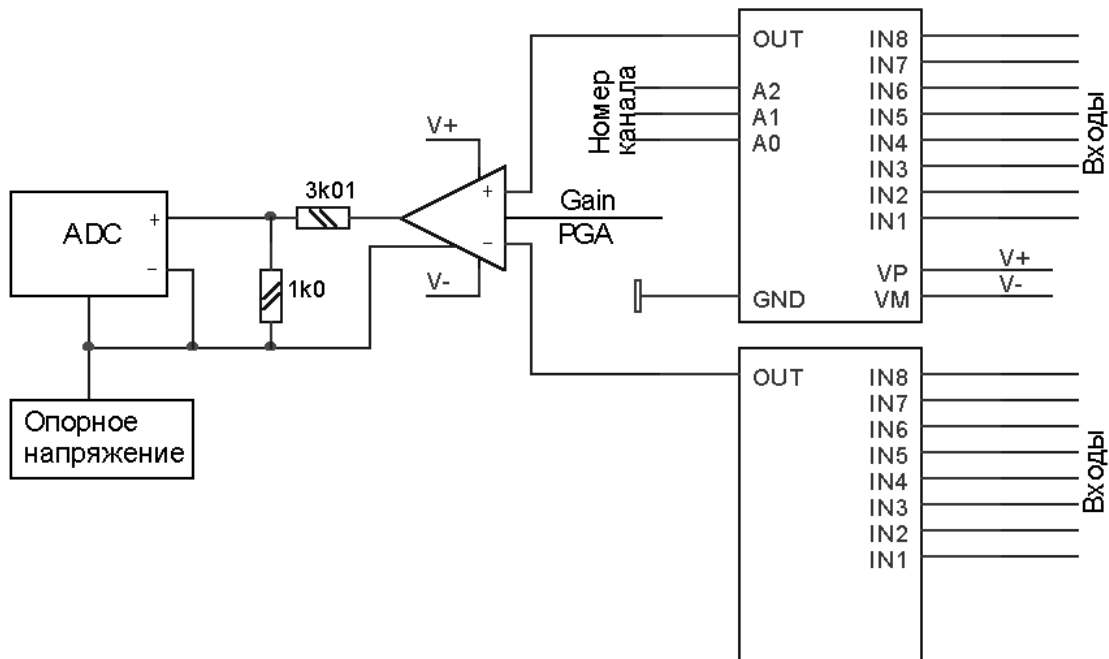 OUT
IN8
IN7
A2
IN6
A1
IN5
A0
IN4
IN3
IN2
IN1
VP
V+
GND
VM
V-
Номер
канала
Входы
V+
3k01
+
Gain
ADC
+
−
PGA
−
1k0
V-
OUT
IN8
IN7
IN6
IN5
IN4
IN3
IN2
IN1
Входы
Опорное
напряжение